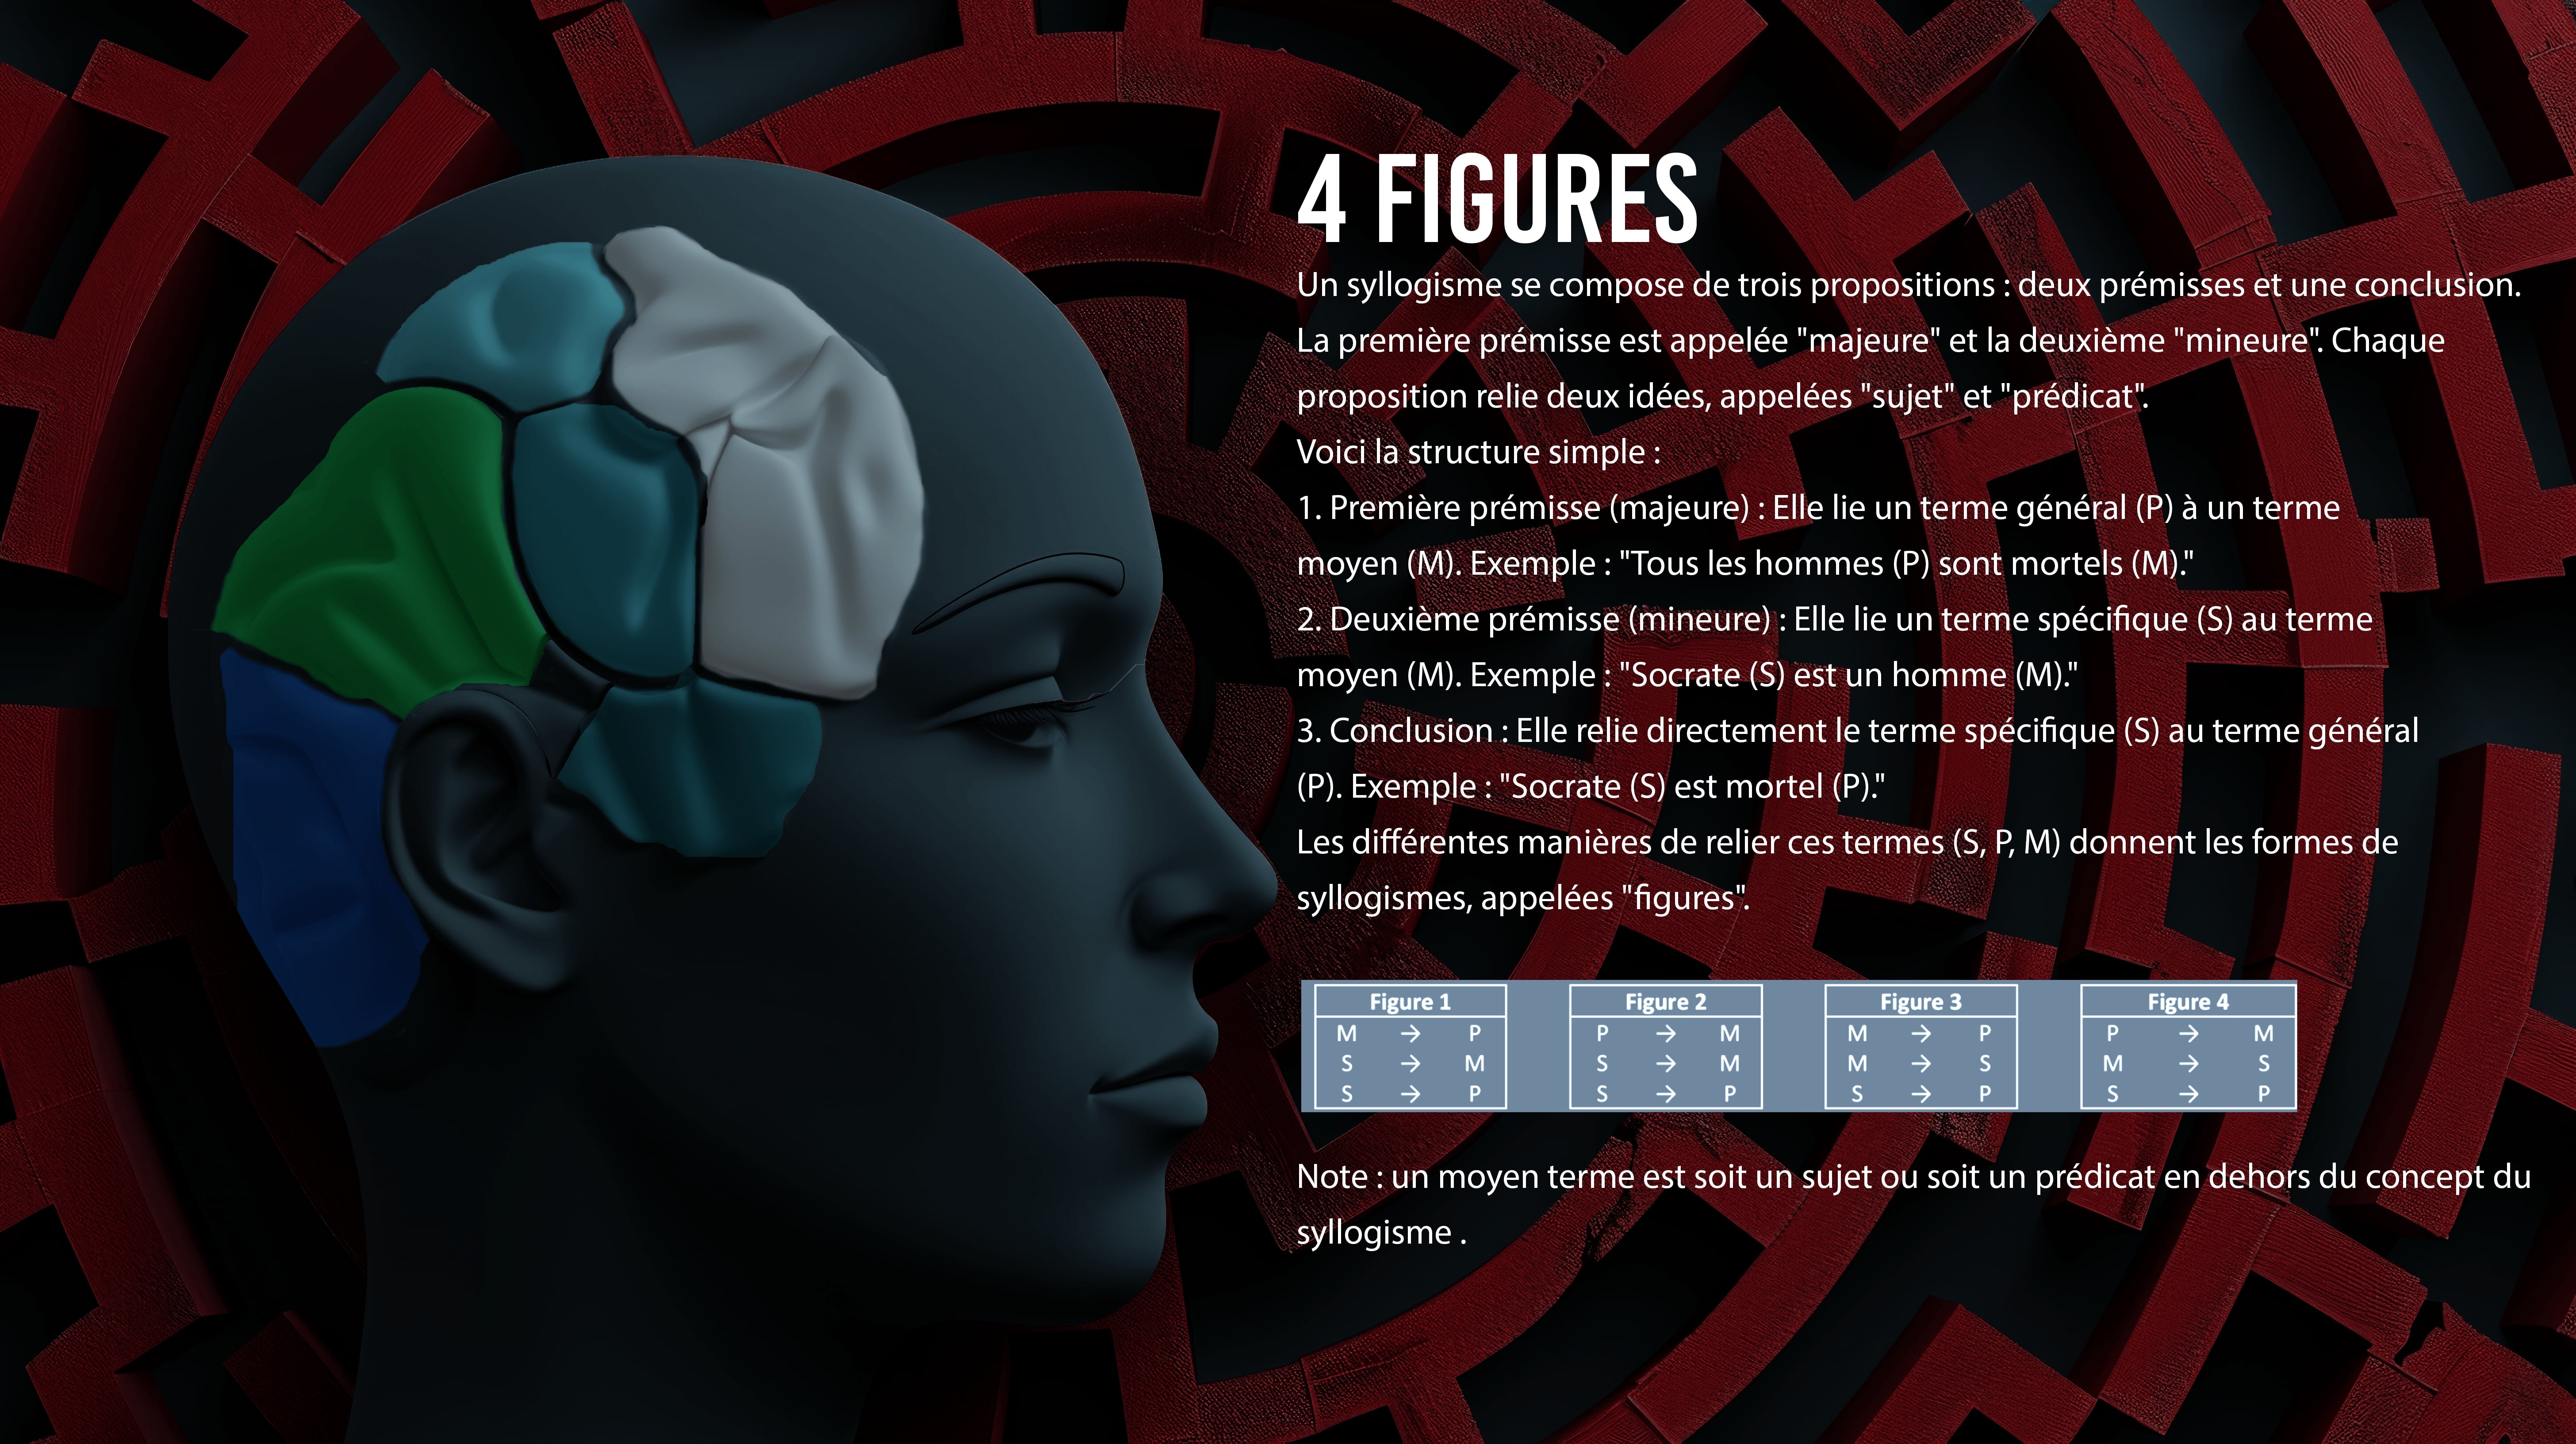 4 FIGURES
Un syllogisme se compose de trois propositions : deux prémisses et une conclusion.
La première prémisse est appelée "majeure" et la deuxième "mineure". Chaque
proposition relie deux idées, appelées "sujet" et "prédicat".
Voici la structure simple :
1. Première prémisse (majeure) : Elle lie un terme général (P) à un terme
moyen (M). Exemple : "Tous les hommes (P) sont mortels (M)."
2. Deuxième prémisse (mineure) : Elle lie un terme spécifique (S) au terme
moyen (M). Exemple : "Socrate (S) est un homme (M)."
3. Conclusion : Elle relie directement le terme spécifique (S) au terme général
(P). Exemple : "Socrate (S) est mortel (P)."
Les différentes manières de relier ces termes (S, P, M) donnent les formes de
syllogismes, appelées "figures".
Figure 1 Figure 2 Figure 3 Figure 4
M → P P → M M → P P → M
S → M S → M M → S M → S
S → P S → P S → P S → P
Note : un moyen terme est soit un sujet ou soit un prédicat en dehors du concept du
syllogisme .